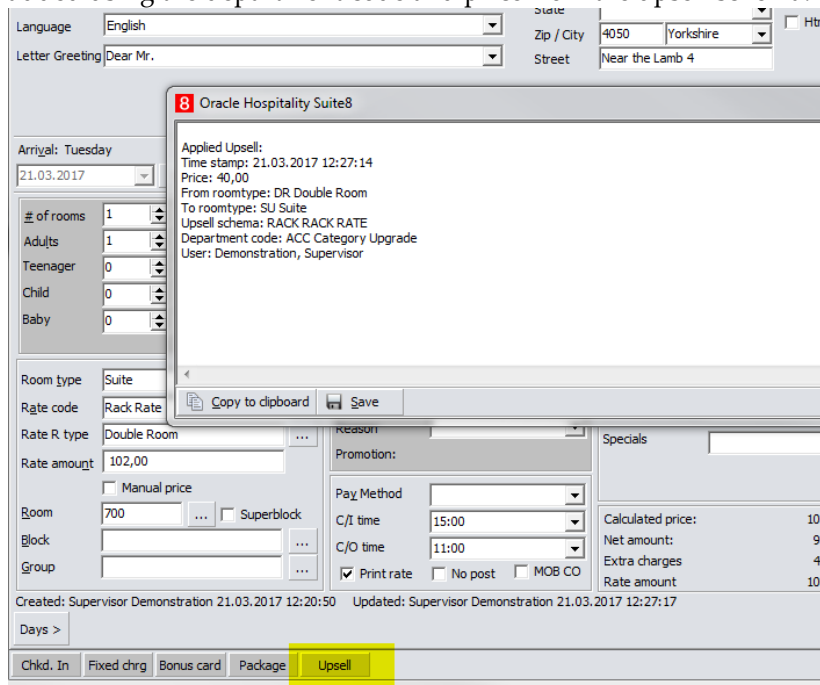 Language English
State
Zip / City 4050 Yorkshire
Letter Greeting Dear Mr.
Street Near the Lamb 4
8 Oracle Hospitality Suite8
Applied Upsell:
Time stamp: 21.03.2017 12:27:14
Price: 40,00
From roomtype: DR Double Room
To roomtype: SU Suite
Upsell schema: RACK RACK RATE
Department code: ACC Category Upgrade
User: Demonstration, Supervisor
Copy to clipboard Save
Arrival: Tuesday
21.03.2017
# of rooms 1
Adults 1
Teenager 0
Child 0
Baby 0
Room type Suite
Rate code Rack Rate
Rate R type Double Room ...
Rate amount 102,00
Manual price
Room 700 ... Superblock
Block ...
Group ...
Reason
Promotion:
Pay Method
C/I time 15:00
C/O time 11:00
Print rate No post MOB CO
Specials
Calculated price: 10
Net amount: 9
Extra charges 4
Rate amount 10
Created: Supervisor Demonstration 21.03.2017 12:20:50 Updated: Supervisor Demonstration 21.03.2017 12:27:17
Days >
Chkd. In Fixed chrg Bonus card Package Upsell